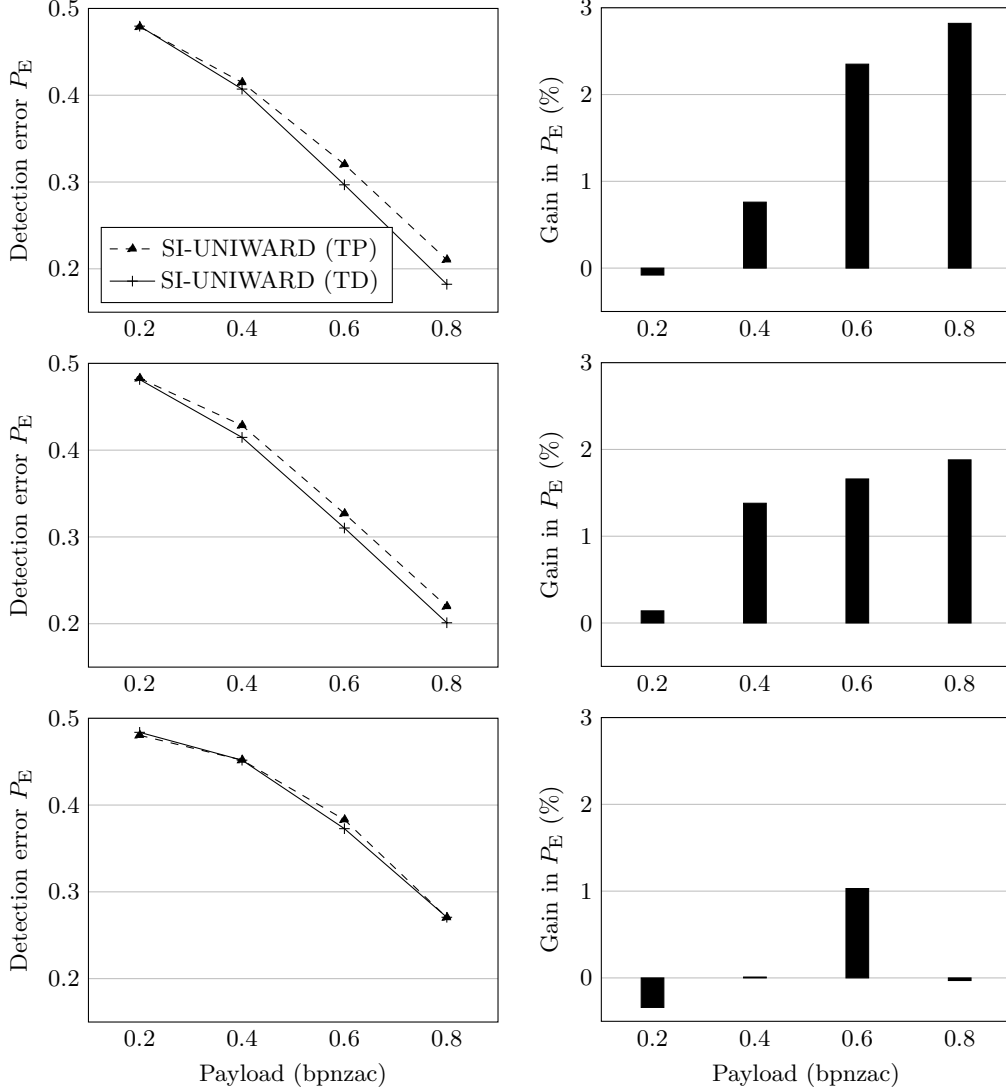 0.5
0.4
0.3
0.2
Detection error P_E
SI-UNIWARD (TP)
SI-UNIWARD (TD)
0.2 0.4 0.6 0.8
3
2
1
0
Gain in P_E (%)
0.2 0.4 0.6 0.8
0.5
0.4
0.3
0.2
Detection error P_E
0.2 0.4 0.6 0.8
3
2
1
0
Gain in P_E (%)
0.2 0.4 0.6 0.8
0.5
0.4
0.3
0.2
Detection error P_E
0.2 0.4 0.6 0.8
Payload (bpnzac)
3
2
1
0
Gain in P_E (%)
0.2 0.4 0.6 0.8
Payload (bpnzac)